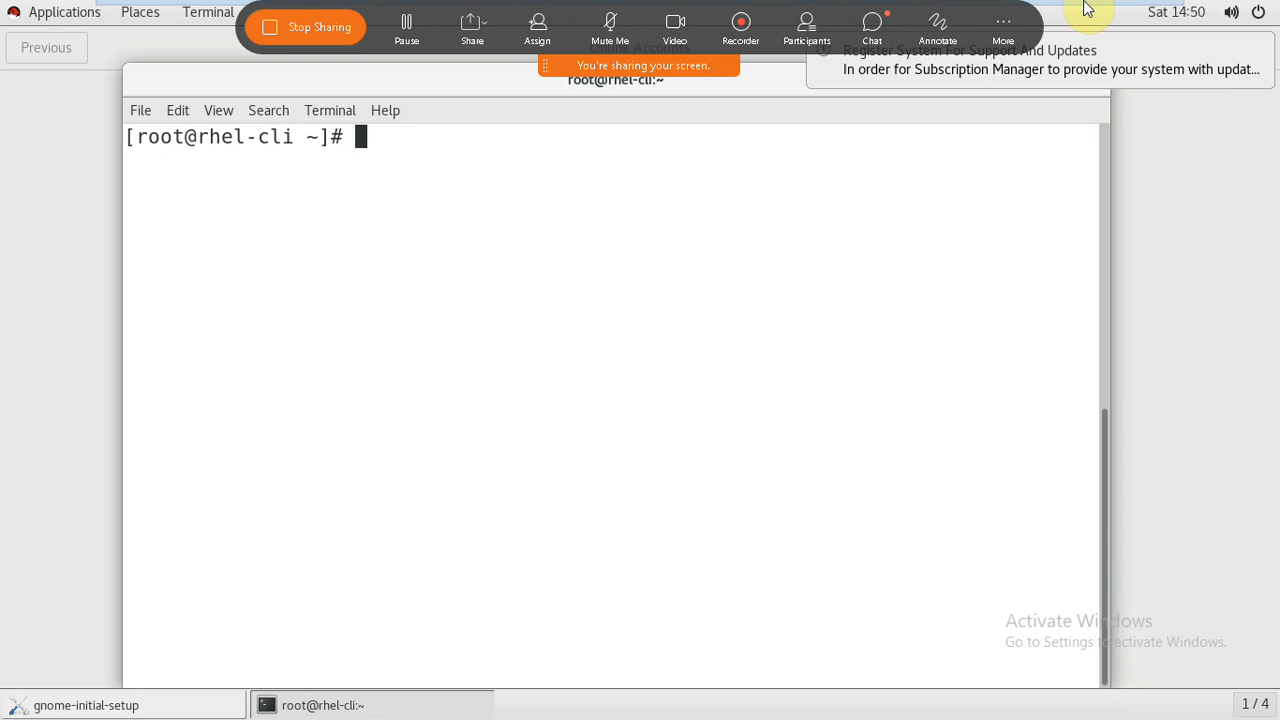 Applications Places Terminal
Stop Sharing
Pause
Share
Assign
Mute Me
Video
Recorder
Participants
Chat
Annotate
More
Sat 14:50
Previous
Online Accounts
You're sharing your screen.
Register System For Support And Updates
In order for Subscription Manager to provide your system with updat...
root@rhel-cli:~
File Edit View Search Terminal Help
[root@rhel-cli ~]#
Activate Windows
Go to Settings to activate Windows.
gnome-initial-setup
root@rhel-cli:~
1 / 4